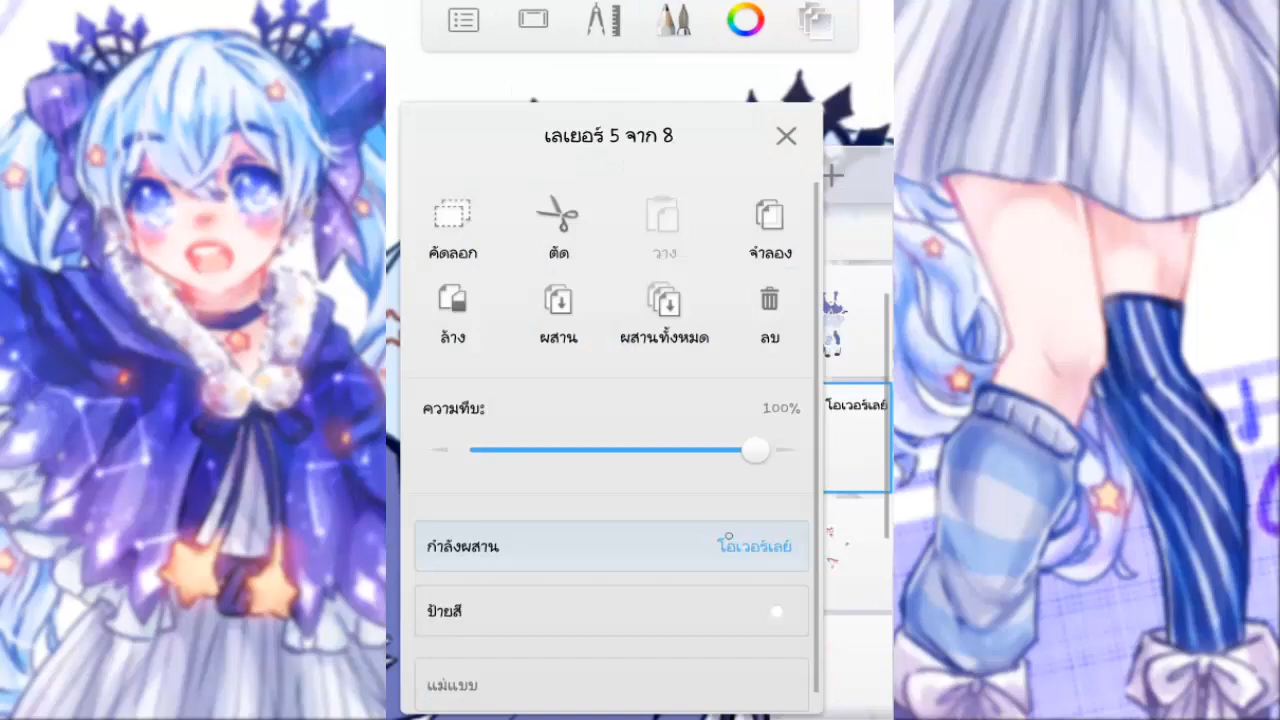 เลเยอร์ 5 จาก 8
คัดลอก ตัด วาง จำลอง
ล้าง ผสาน ผสานทั้งหมด ลบ
ความทึบ: 100%
โอเวอร์เลย์
กำลังผสาน โอเวอร์เลย์
ป้ายสี
แม่แบบ